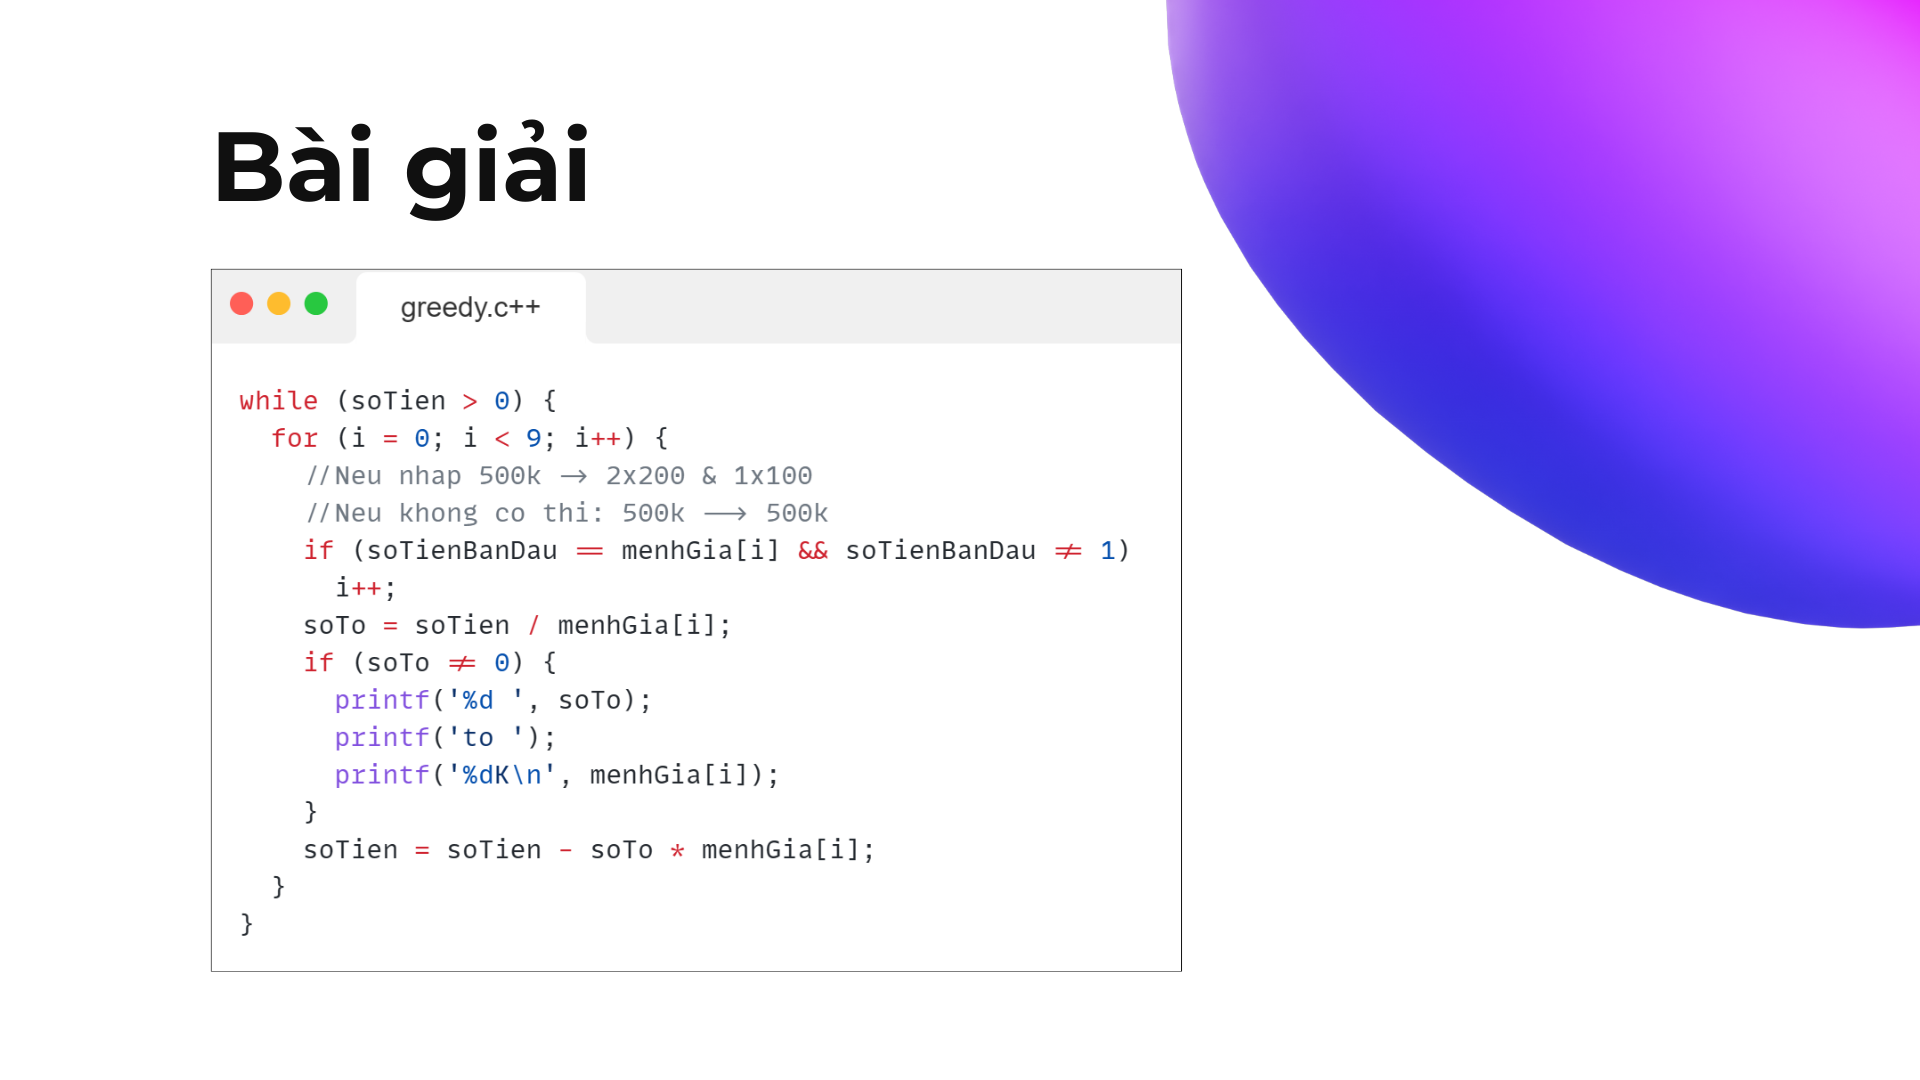 Bài giải
greedy.c++
while (soTien > 0) {
  for (i = 0; i < 9; i++) {
    //Neu nhap 500k -> 2x200 & 1x100
    //Neu khong co thi: 500k --> 500k
    if (soTienBanDau == menhGia[i] && soTienBanDau != 1)
      i++;
    soTo = soTien / menhGia[i];
    if (soTo != 0) {
      printf('%d ', soTo);
      printf('to ');
      printf('%dK\n', menhGia[i]);
    }
    soTien = soTien - soTo * menhGia[i];
  }
}